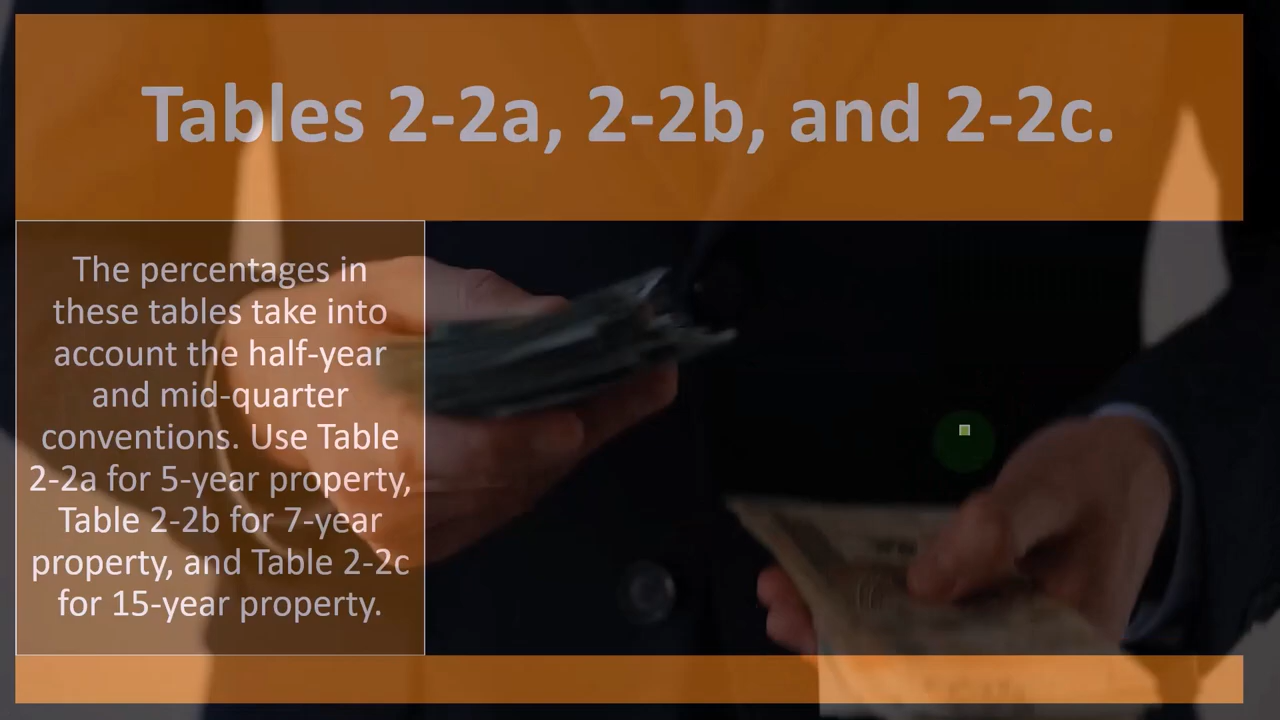 Tables 2-2a, 2-2b, and 2-2c.
The percentages in
these tables take into
account the half-year
and mid-quarter
conventions. Use Table
2-2a for 5-year property,
Table 2-2b for 7-year
property, and Table 2-2c
for 15-year property.